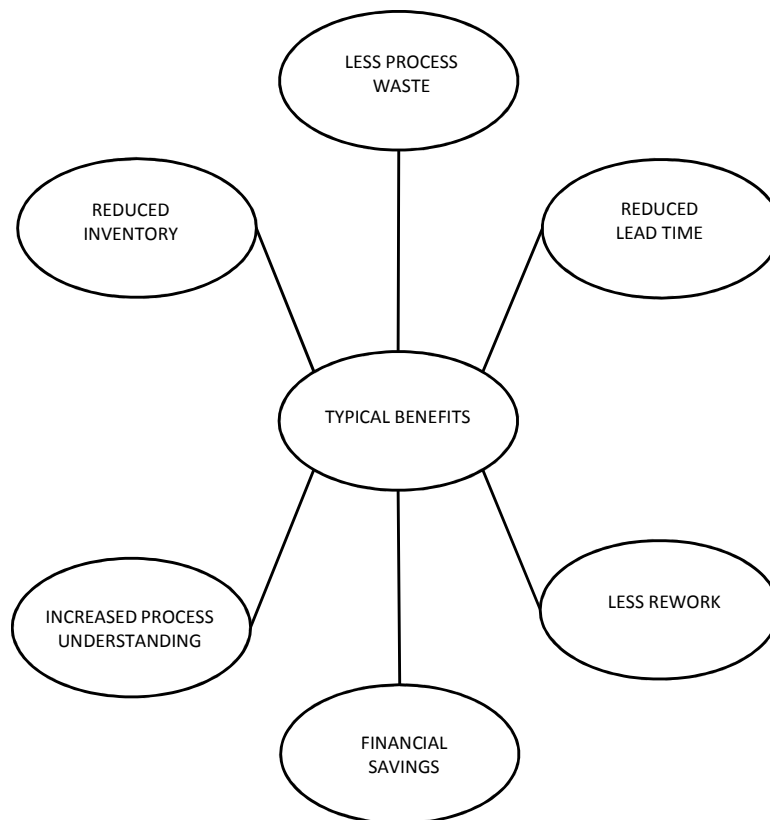 LESS PROCESS
WASTE
REDUCED
INVENTORY
REDUCED
LEAD TIME
TYPICAL BENEFITS
INCREASED PROCESS
UNDERSTANDING
LESS REWORK
FINANCIAL
SAVINGS